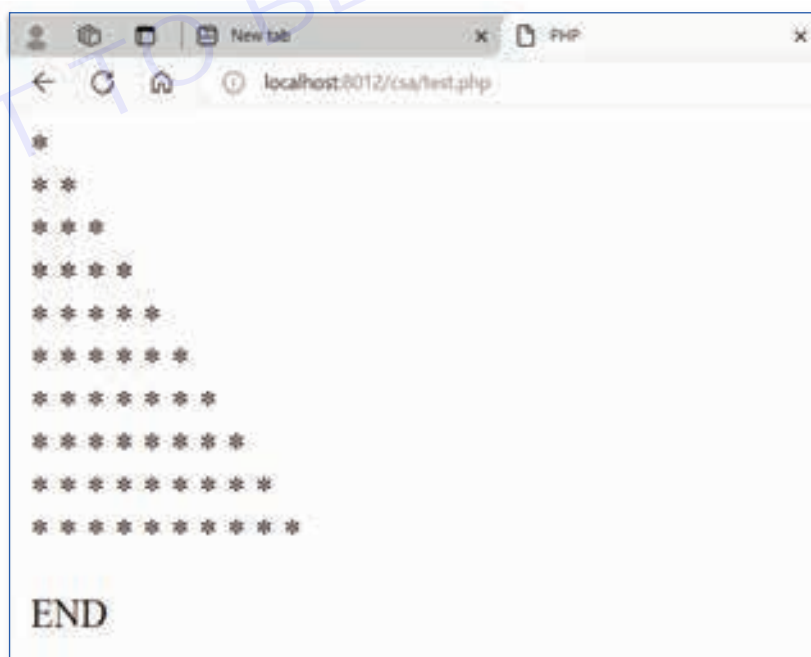 New tab
PHP
localhost:8012/csa/test.php
*
* *
* * *
* * * *
* * * * *
* * * * * *
* * * * * * *
* * * * * * * *
* * * * * * * * *
* * * * * * * * * *
END